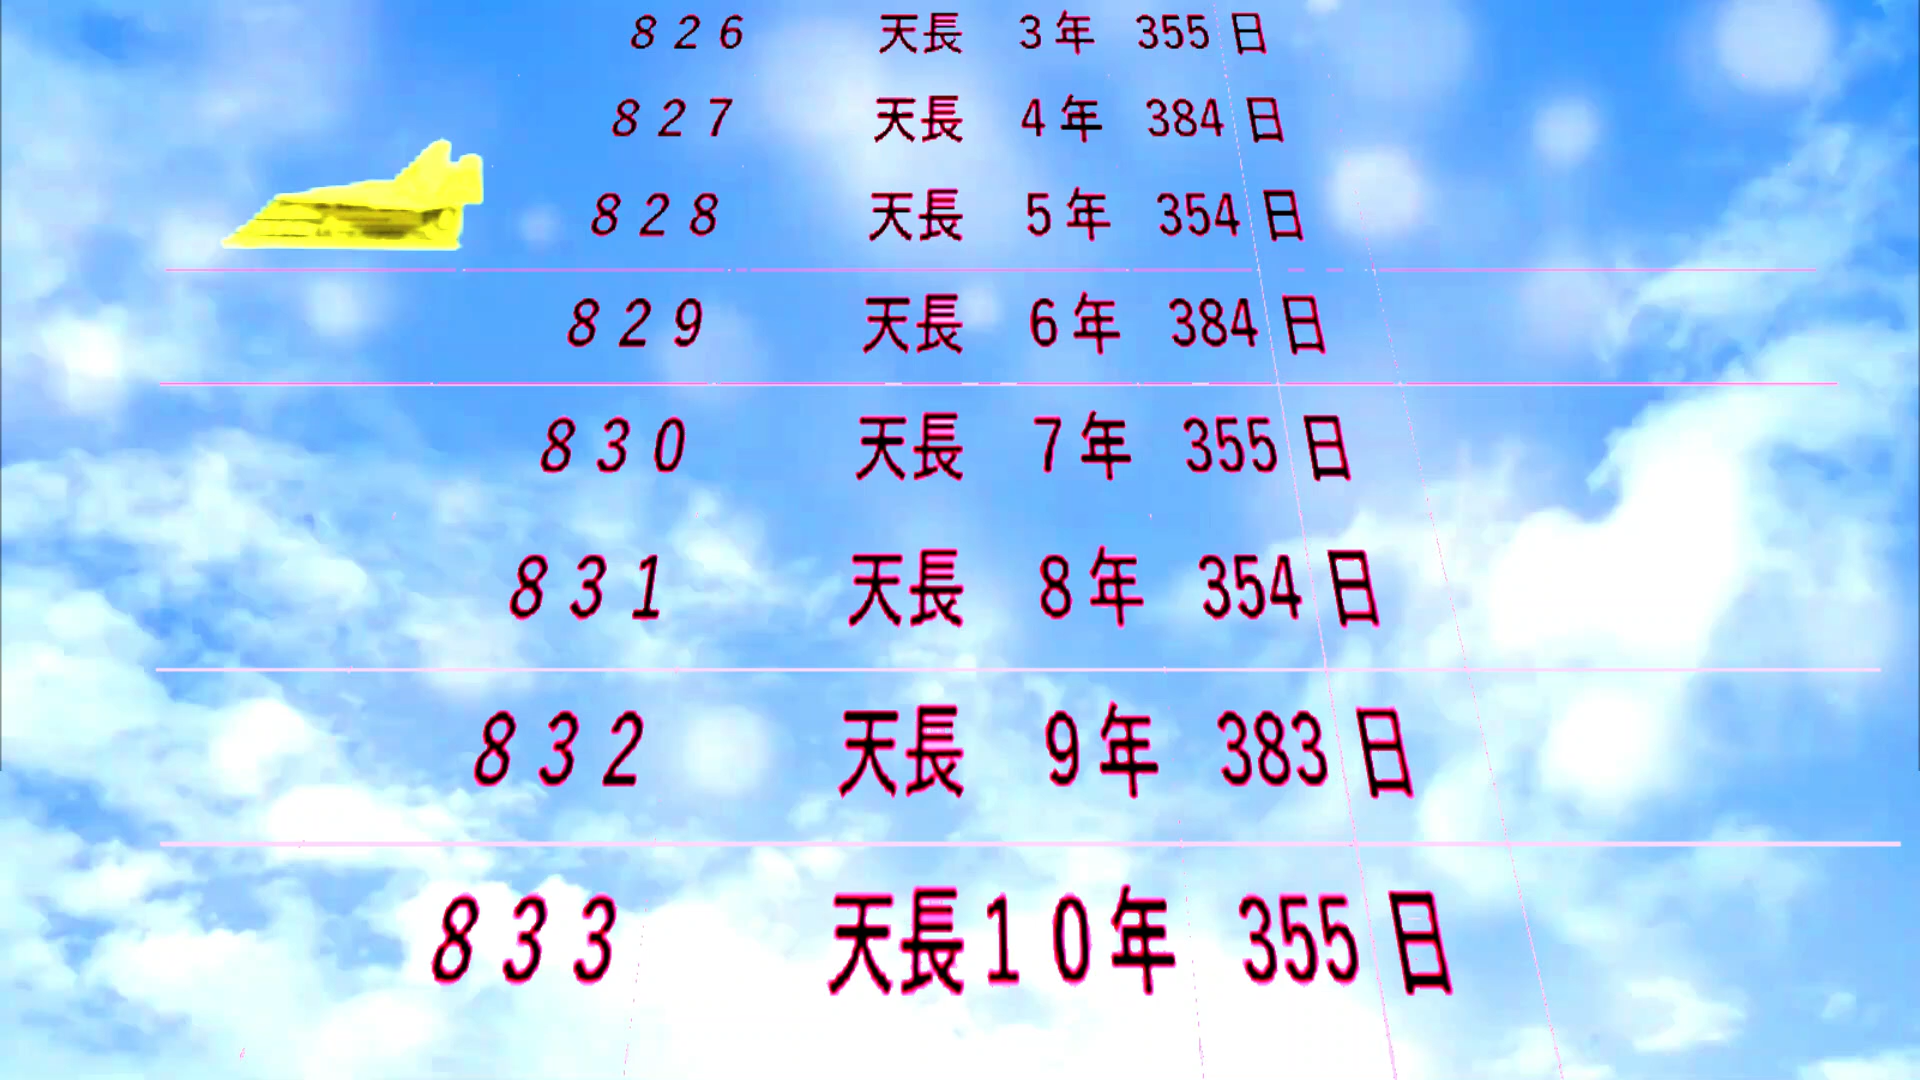 826 天長 3年 355日
827 天長 4年 384日
828 天長 5年 354日
829 天長 6年 384日
830 天長 7年 355日
831 天長 8年 354日
832 天長 9年 383日
833 天長10年 355日